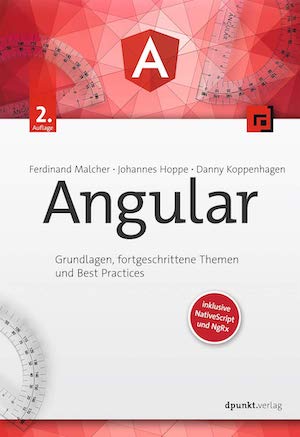 A
2.
Auflage
Ferdinand Malcher · Johannes Hoppe · Danny Koppenhagen
Angular
Grundlagen, fortgeschrittene Themen
und Best Practices
inklusive
NativeScript
und NgRx
dpunkt.verlag